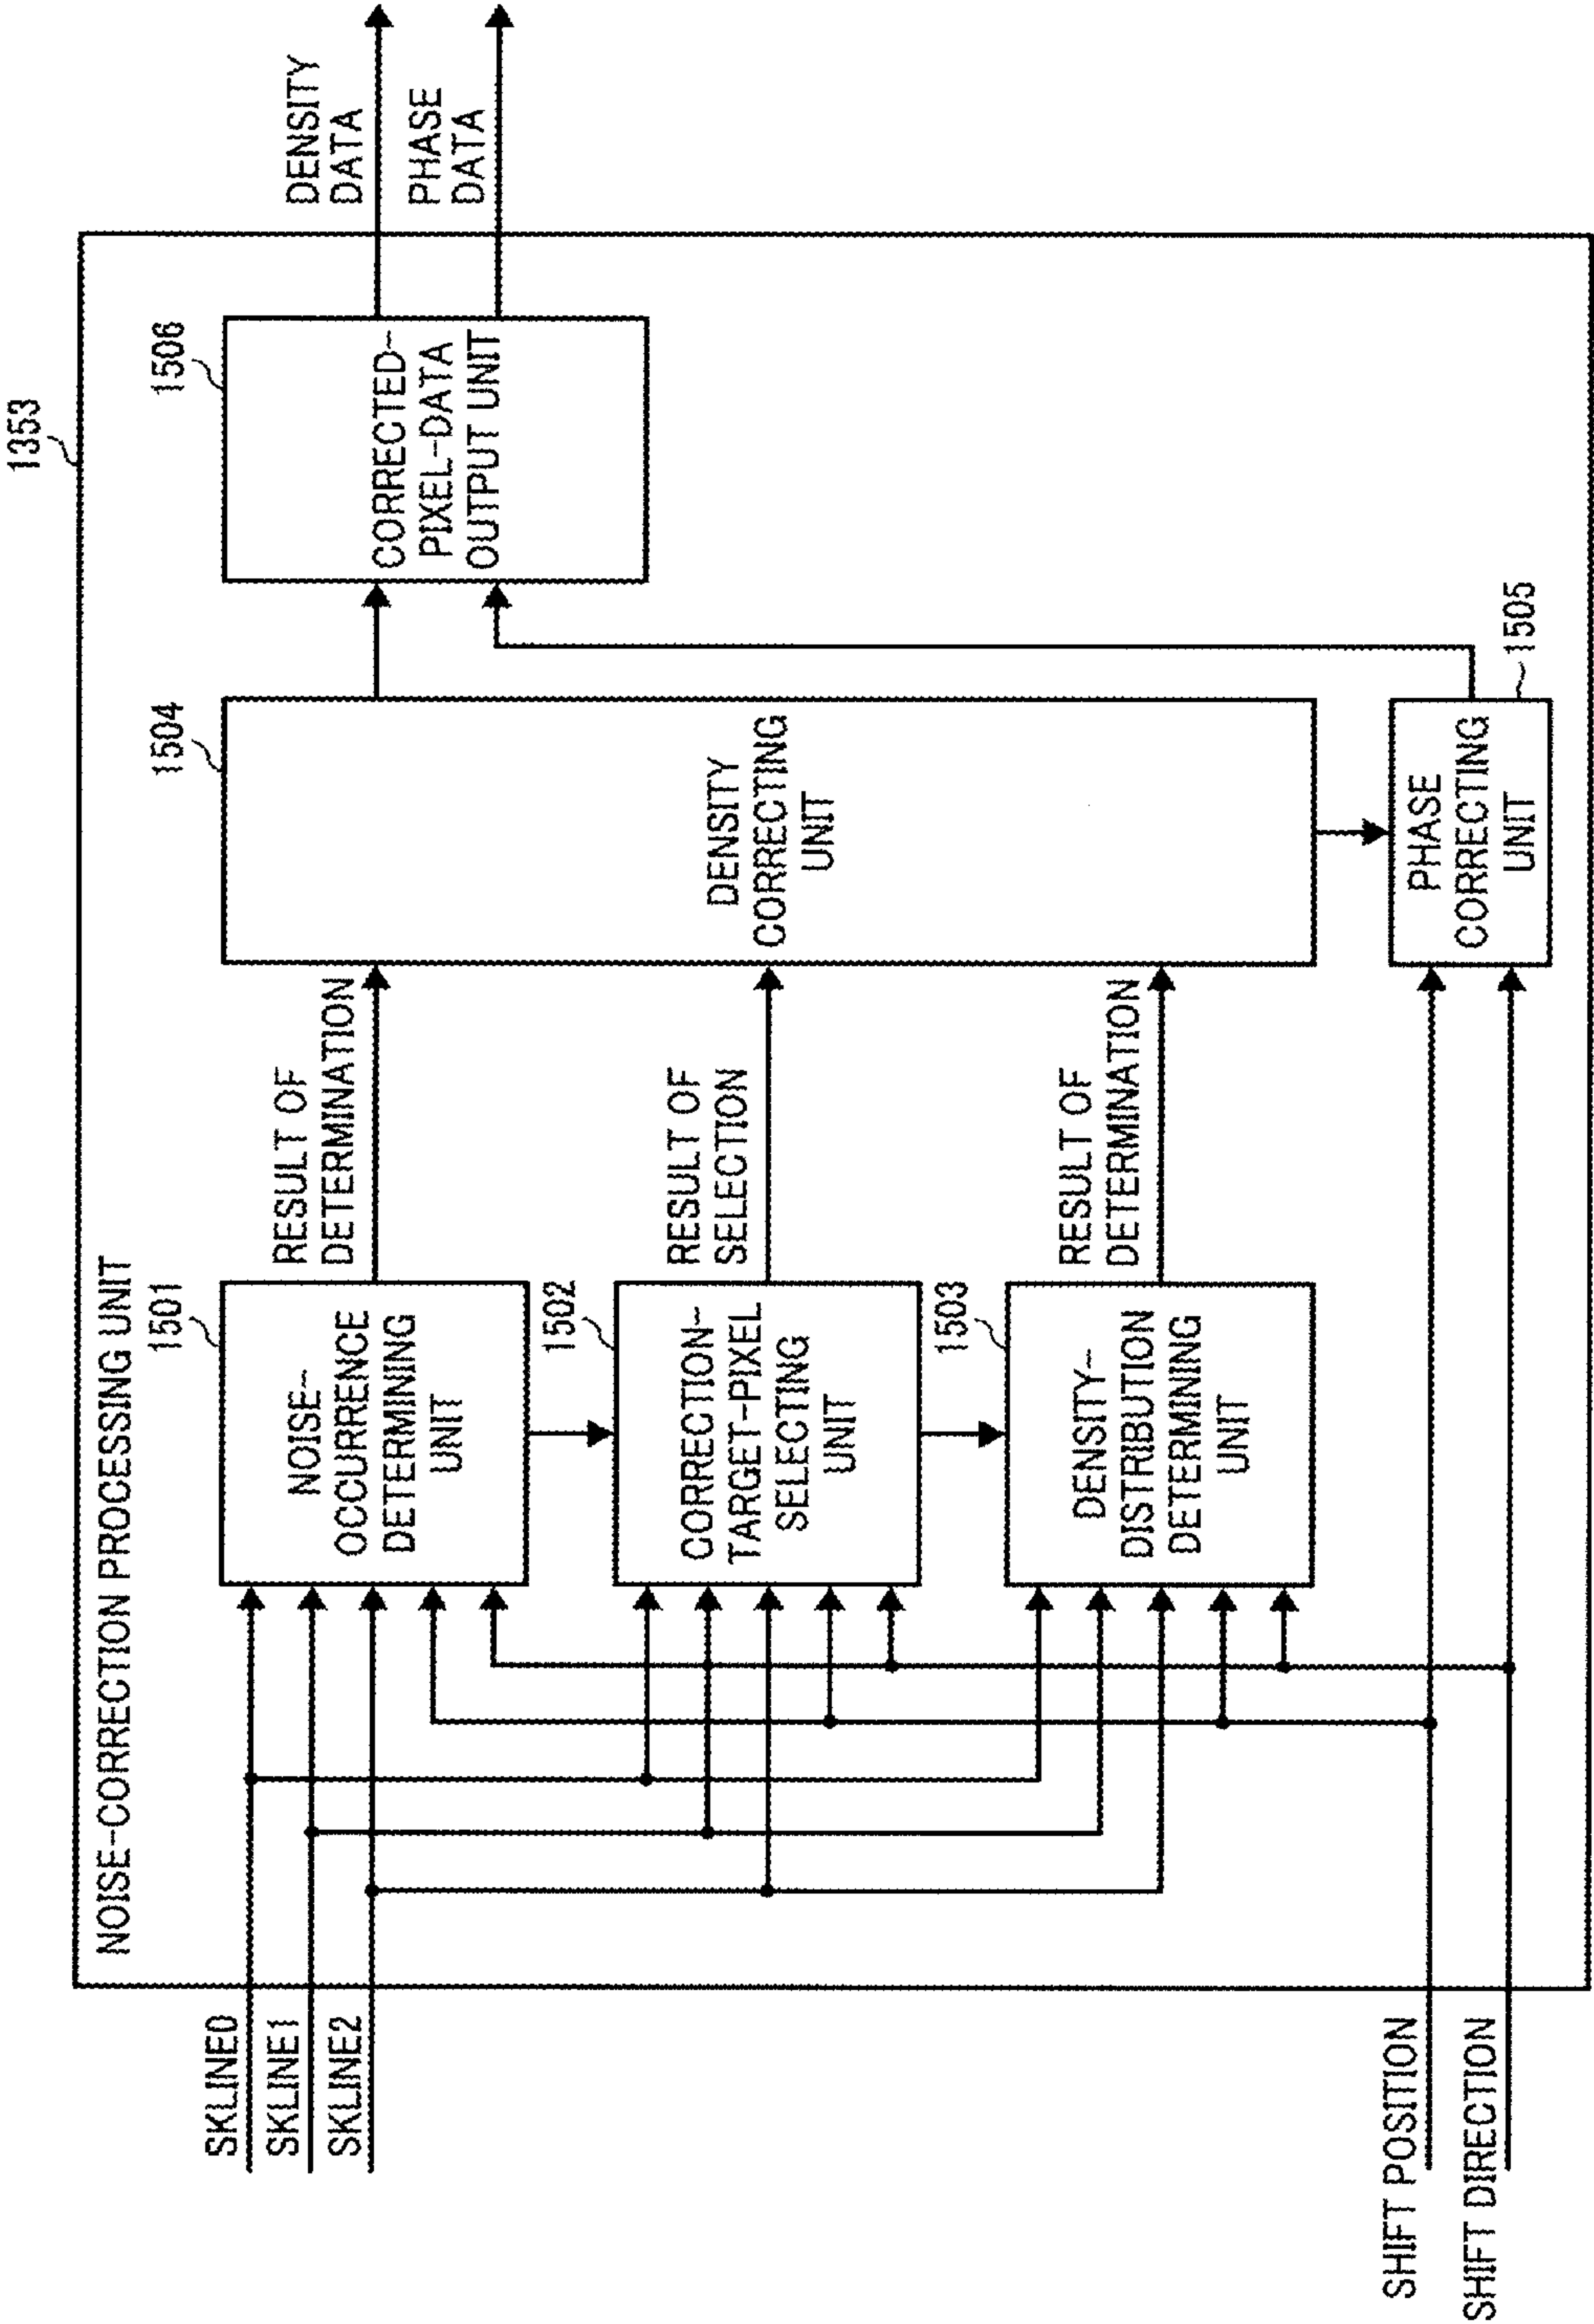 1353
NOISE-CORRECTION PROCESSING UNIT
SKLINE0
SKLINE1
SKLINE2
SHIFT POSITION
SHIFT DIRECTION
1501
NOISE-
OCCURRENCE
DETERMINING
UNIT
1502
CORRECTION-
TARGET-PIXEL
SELECTING
UNIT
1503
DENSITY-
DISTRIBUTION
DETERMINING
UNIT
RESULT OF
DETERMINATION
RESULT OF
SELECTION
RESULT OF
DETERMINATION
1504
DENSITY
CORRECTING
UNIT
PHASE
CORRECTING
UNIT
1505
1506
CORRECTED-
PIXEL-DATA
OUTPUT UNIT
DENSITY
DATA
PHASE
DATA